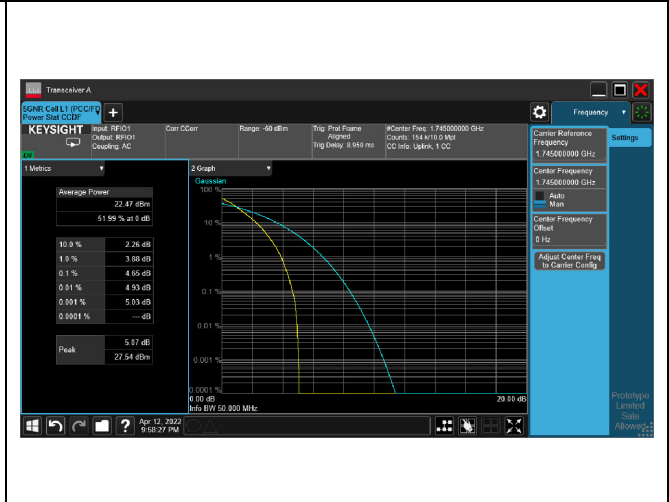 Transceiver A
5GNR Cell L1 (PCC/FD
Power Stat CCDF
+
Frequency
KEYSIGHT
Input: RFIO1
Output: RFIO1
Coupling: AC
Corr CCorr
Range: -60 dBm
Trig: Prot Frame
Aligned
Trig Delay: 8.950 ms
#Center Freq: 1.745000000 GHz
Counts: 154 k/10.0 Mpt
CC Info: Uplink, 1 CC
Carrier Reference
Frequency
1.745000000 GHz
Settings
Center Frequency
1.745000000 GHz
Auto
Man
Center Frequency
Offset
0 Hz
Adjust Center Freq
to Carrier Config
1 Metrics
Average Power
22.47 dBm
51.99 % at 0 dB
10.0 % 2.26 dB
1.0 % 3.88 dB
0.1 % 4.65 dB
0.01 % 4.93 dB
0.001 % 5.03 dB
0.0001 % --- dB
Peak
5.07 dB
27.54 dBm
2 Graph
Gaussian
100 %
10 %
1 %
0.1 %
0.01 %
0.001 %
0.0001 %
0.00 dB 20.00 dB
Info BW 50.000 MHz
Prototype
Limited
Sale
Allowed
? Apr 12, 2022
9:58:27 PM